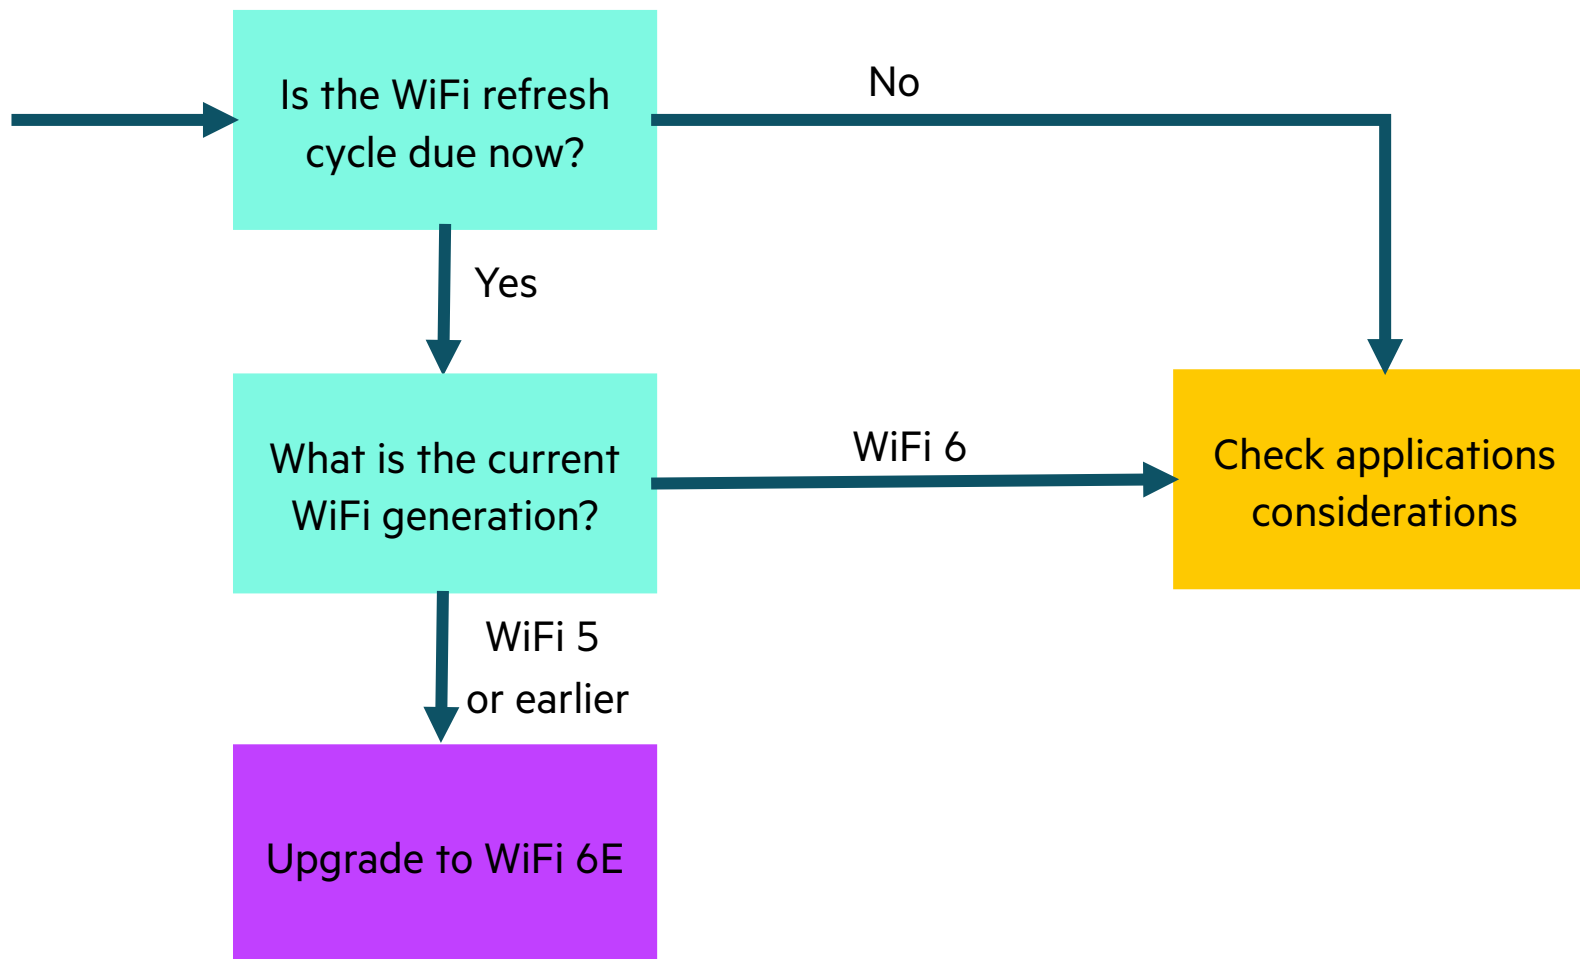 Is the WiFi refresh
cycle due now?
No
Yes
What is the current
WiFi generation?
WiFi 6
Check applications
considerations
WiFi 5
or earlier
Upgrade to WiFi 6E